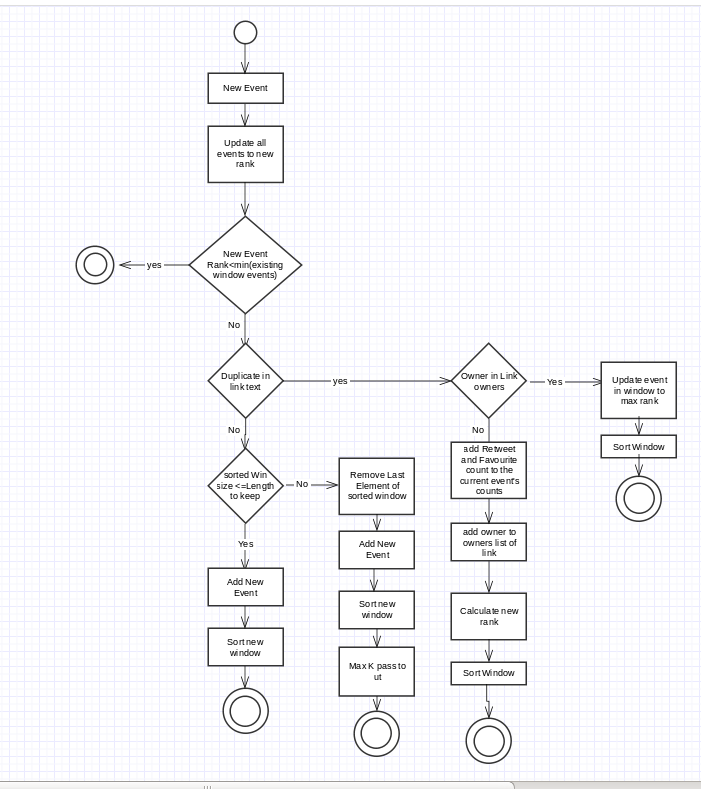 New Event
Update all
events to new
rank
New Event
Rank<min(existing
window events)
yes
No
Duplicate in
link text
yes
Owner in Link
owners
Yes
Update event
in window to
max rank
Sort Window
No
No
add Retweet
and Favourite
count to the
current event's
counts
sorted Win
size <=Length
to keep
No
Remove Last
Element of
sorted window
add owner to
owners list of
link
Yes
Add New
Event
Add New
Event
Sort new
window
Calculate new
rank
Sort new
window
Max K pass to
ut
Sort Window